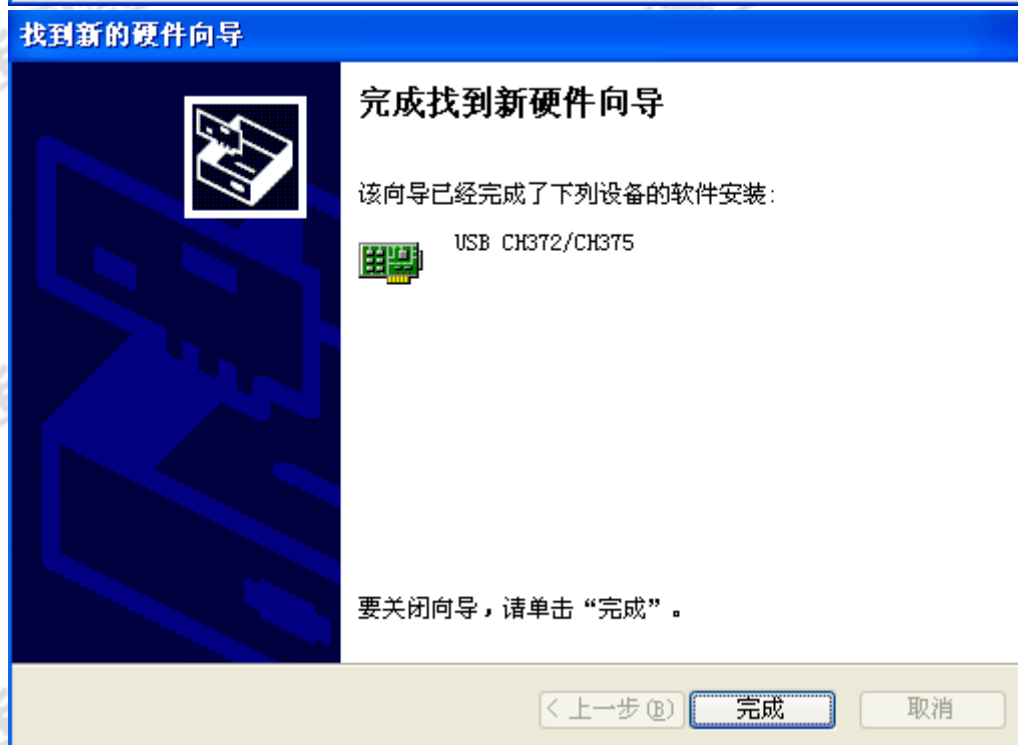 找到新的硬件向导
完成找到新硬件向导
该向导已经完成了下列设备的软件安装:
USB CH372/CH375
要关闭向导，请单击“完成”。
< 上一步(B)
完成
取消